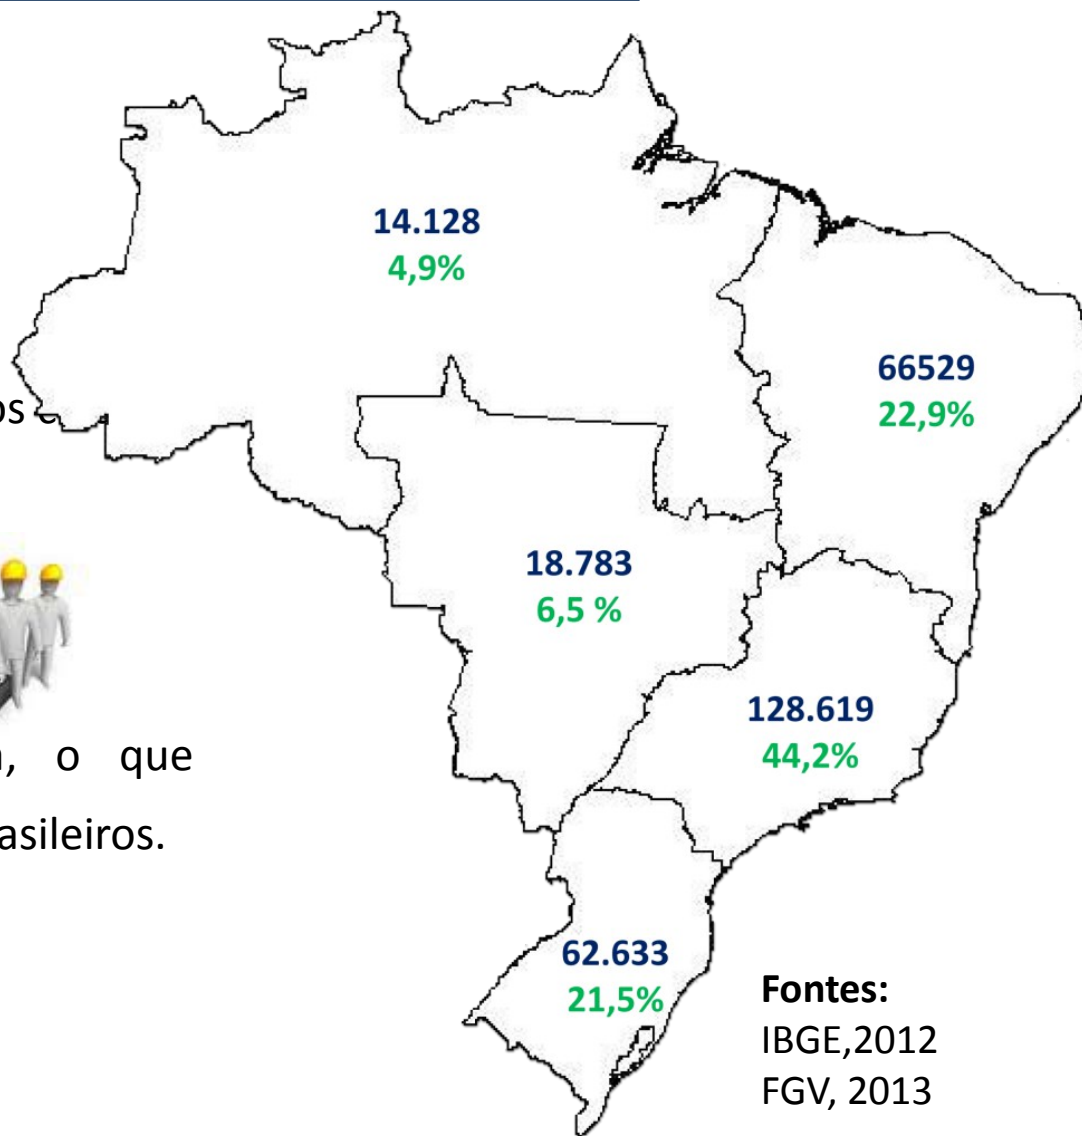 14.128
4,9%
66529
22,9%
os
18.783
6,5 %
128.619
44,2%
, o que
asileiros.
62.633
21,5%
Fontes:
IBGE,2012
FGV, 2013